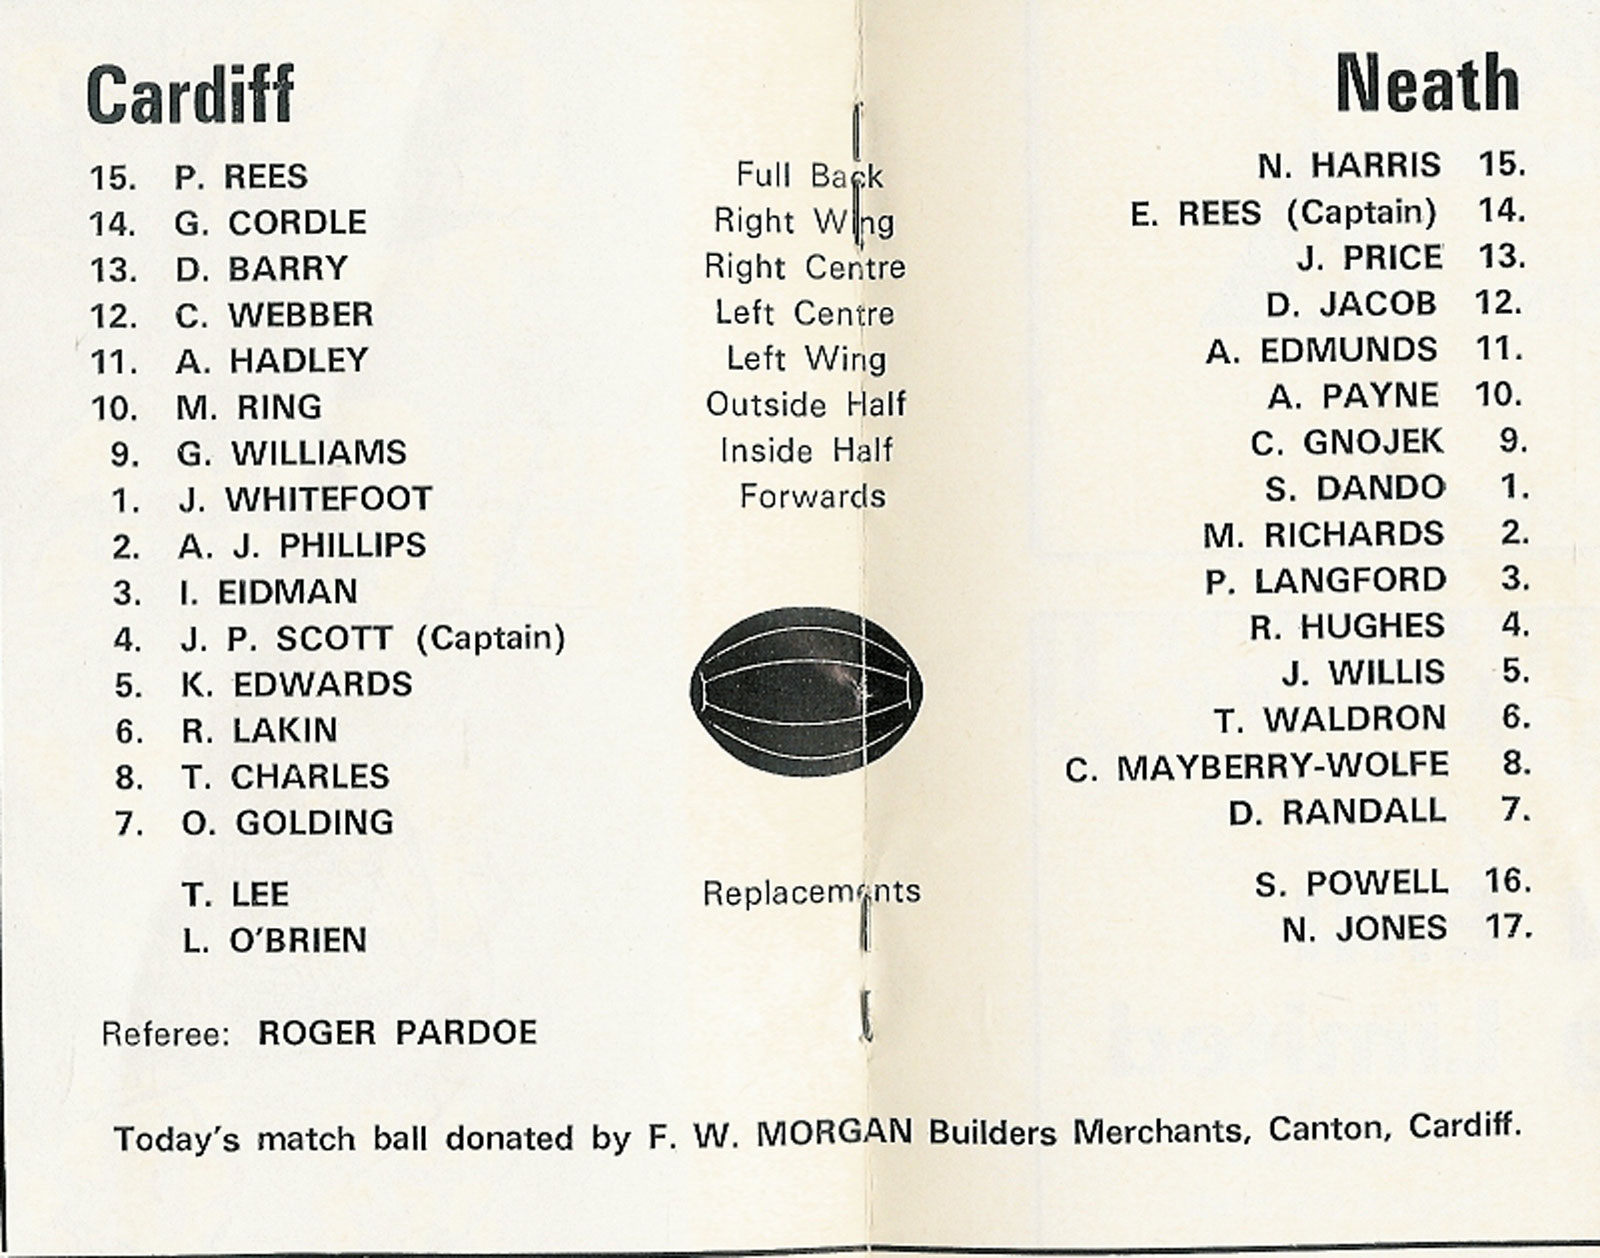 Cardiff Neath
15. P. REES Full Back N. HARRIS 15.
14. G. CORDLE Right Wing E. REES (Captain) 14.
13. D. BARRY Right Centre J. PRICE 13.
12. C. WEBBER Left Centre D. JACOB 12.
11. A. HADLEY Left Wing A. EDMUNDS 11.
10. M. RING Outside Half A. PAYNE 10.
9. G. WILLIAMS Inside Half C. GNOJEK 9.
1. J. WHITEFOOT Forwards S. DANDO 1.
2. A. J. PHILLIPS M. RICHARDS 2.
3. I. EIDMAN P. LANGFORD 3.
4. J. P. SCOTT (Captain) R. HUGHES 4.
5. K. EDWARDS J. WILLIS 5.
6. R. LAKIN T. WALDRON 6.
8. T. CHARLES C. MAYBERRY-WOLFE 8.
7. O. GOLDING D. RANDALL 7.
T. LEE Replacements S. POWELL 16.
L. O'BRIEN N. JONES 17.
Referee: ROGER PARDOE
Today's match ball donated by F. W. MORGAN Builders Merchants, Canton, Cardiff.